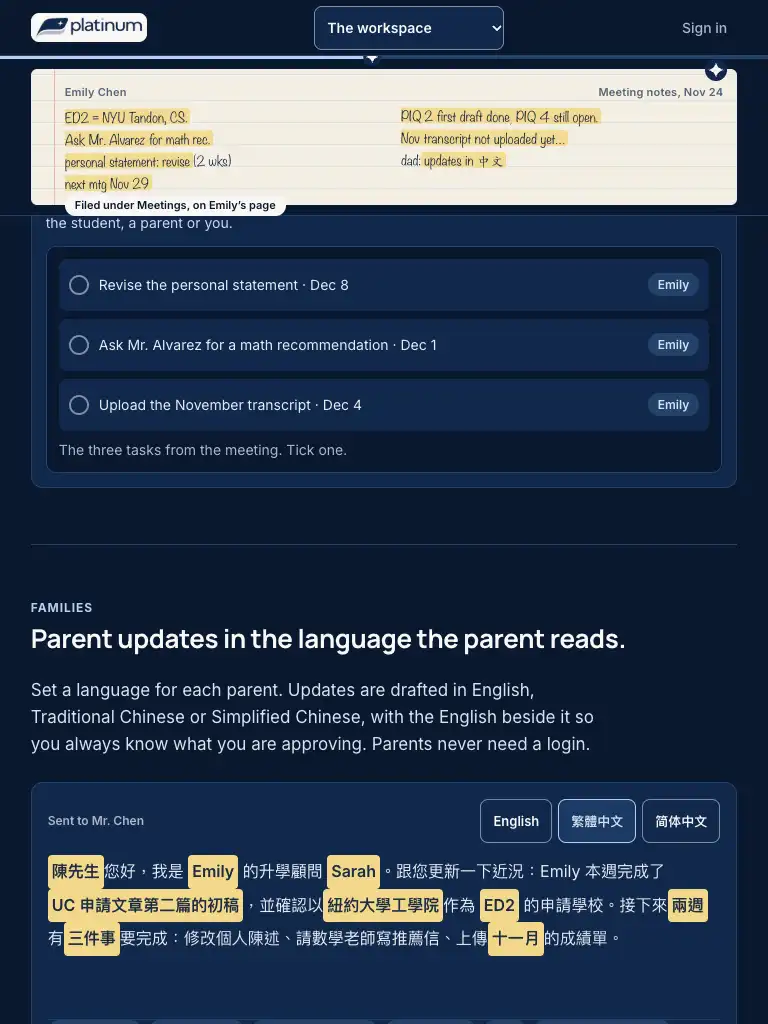 platinum
The workspace
Sign in
Emily Chen
Meeting notes, Nov 24
ED2 = NYU Tandon, CS.
Ask Mr. Alvarez for math rec.
personal statement: revise (2 wks)
next mtg Nov 29
PIQ 2 first draft done, PIQ 4 still open.
Nov transcript not uploaded yet...
dad: updates in 中文
Filed under Meetings, on Emily's page
the student, a parent or you.
Revise the personal statement · Dec 8
Emily
Ask Mr. Alvarez for a math recommendation · Dec 1
Emily
Upload the November transcript · Dec 4
Emily
The three tasks from the meeting. Tick one.
FAMILIES
Parent updates in the language the parent reads.
Set a language for each parent. Updates are drafted in English,
Traditional Chinese or Simplified Chinese, with the English beside it so
you always know what you are approving. Parents never need a login.
Sent to Mr. Chen
English
繁體中文
简体中文
陳先生您好，我是 Emily 的升學顧問 Sarah。跟您更新一下近況：Emily 本週完成了
UC 申請文章第二篇的初稿，並確認以紐約大學工學院作為 ED2 的申請學校。接下來兩週
有三件事要完成：修改個人陳述、請數學老師寫推薦信、上傳十一月的成績單。